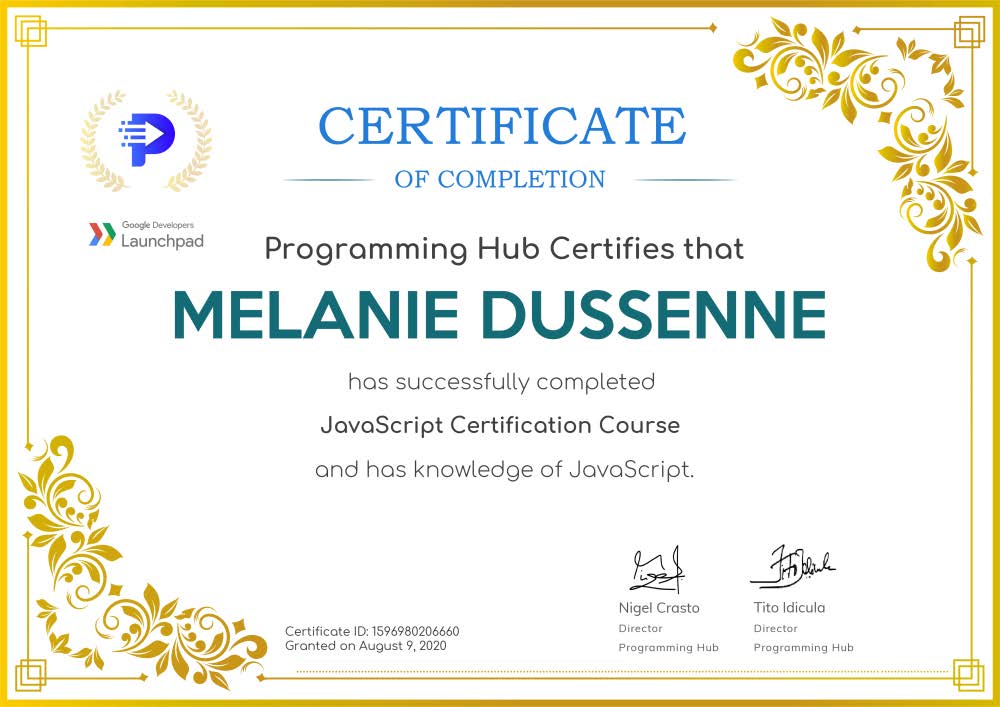 CERTIFICATE
OF COMPLETION
Google Developers
Launchpad
Programming Hub Certifies that
MELANIE DUSSENNE
has successfully completed
JavaScript Certification Course
and has knowledge of JavaScript.
Nigel Crasto
Director
Programming Hub
Tito Idicula
Director
Programming Hub
Certificate ID: 1596980206660
Granted on August 9, 2020